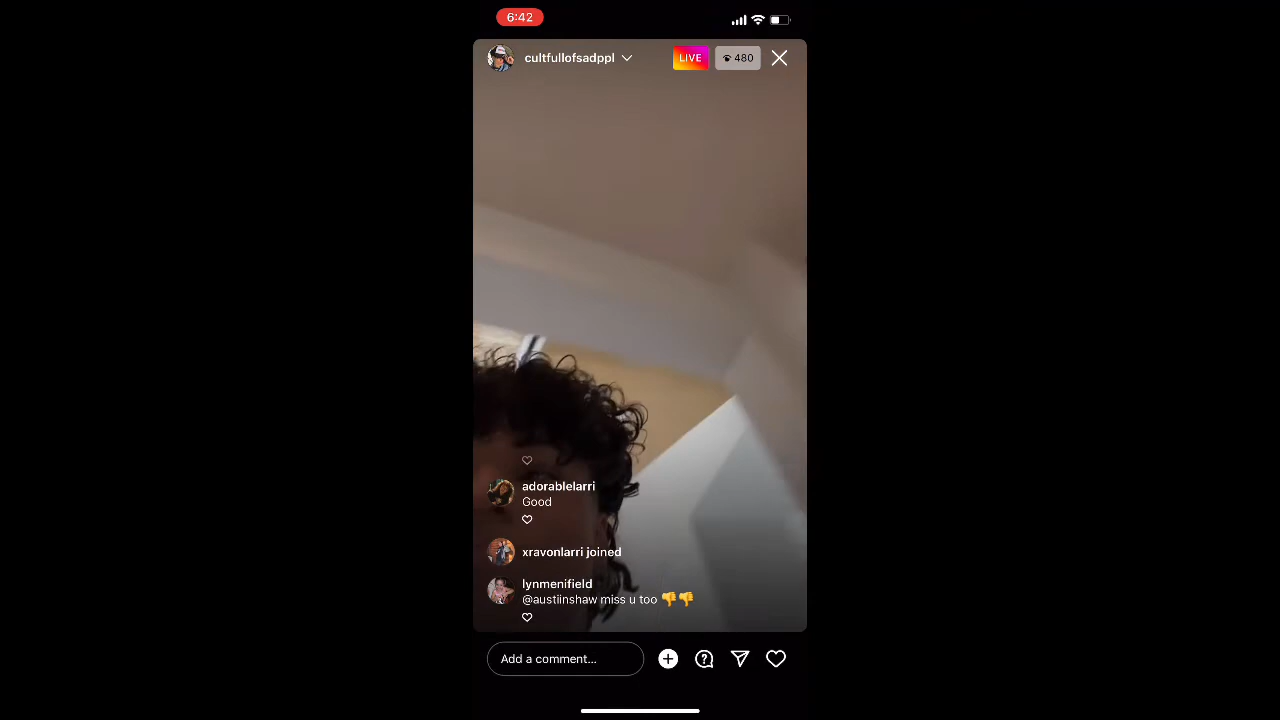 6:42
cultfullofsadppl
LIVE
480
adorablelarri
Good
xravonlarri joined
lynmenifield
@austiinshaw miss u too 👎👎
Add a comment...